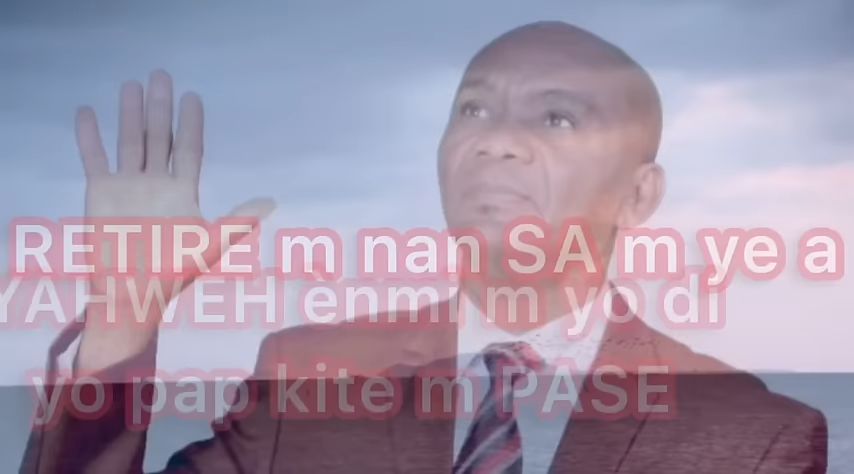 RETIRE m nan SA m ye a
YAHWEH ènmi m yo di
yo pap kite m PASE